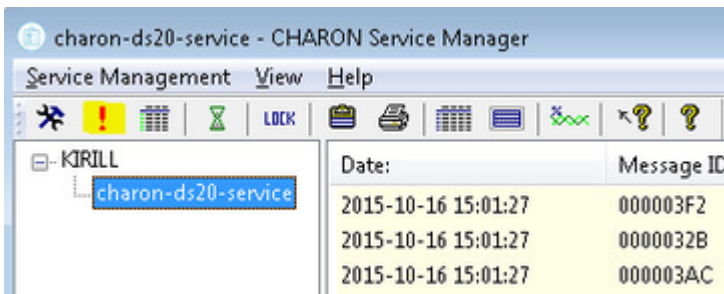 charon-ds20-service - CHARON Service Manager
Service Management View Help
LOCK
KIRILL
charon-ds20-service
Date: Message ID
2015-10-16 15:01:27 000003F2
2015-10-16 15:01:27 0000032B
2015-10-16 15:01:27 000003AC